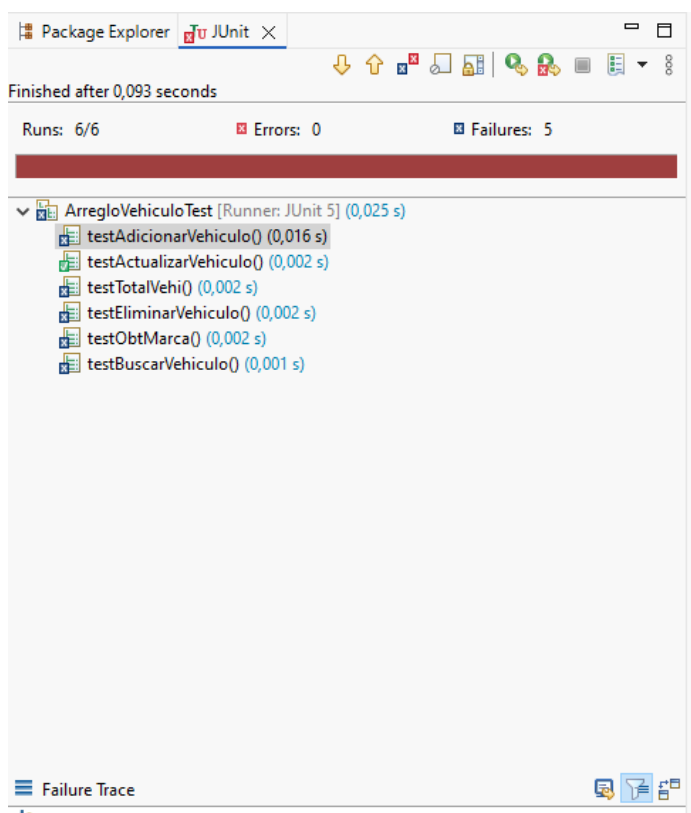 Package Explorer JUnit
Finished after 0,093 seconds
Runs: 6/6 Errors: 0 Failures: 5
ArregloVehiculoTest [Runner: JUnit 5] (0,025 s)
testAdicionarVehiculo() (0,016 s)
testActualizarVehiculo() (0,002 s)
testTotalVehi() (0,002 s)
testEliminarVehiculo() (0,002 s)
testObtMarca() (0,002 s)
testBuscarVehiculo() (0,001 s)
Failure Trace